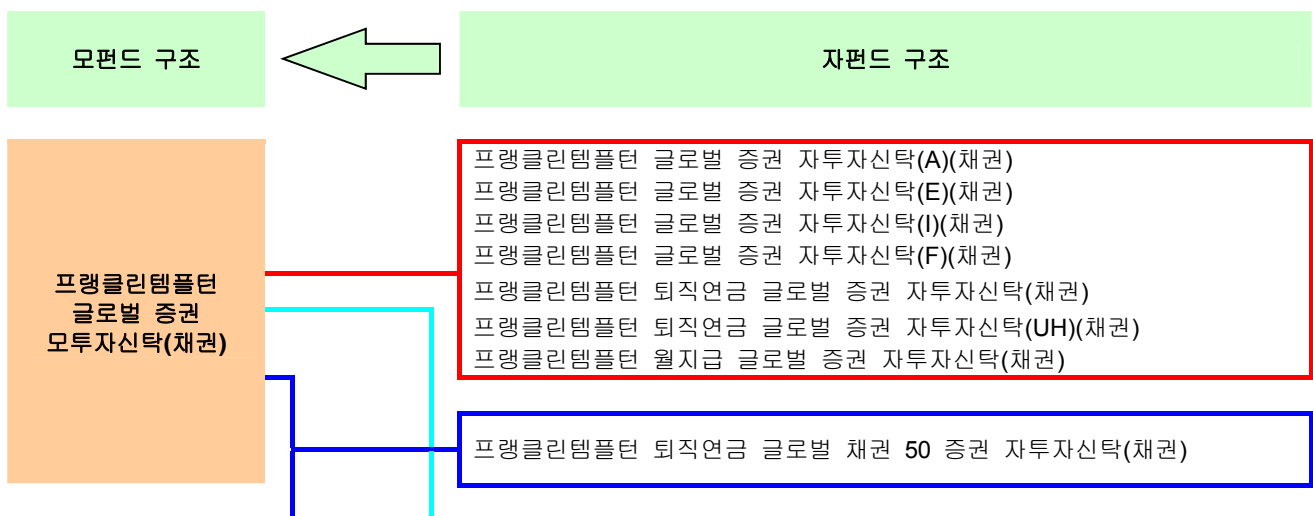 모펀드 구조
자펀드 구조
프랭클린템플턴
글로벌 증권
모투자신탁(채권)
프랭클린템플턴 글로벌 증권 자투자신탁(A)(채권)
프랭클린템플턴 글로벌 증권 자투자신탁(E)(채권)
프랭클린템플턴 글로벌 증권 자투자신탁(I)(채권)
프랭클린템플턴 글로벌 증권 자투자신탁(F)(채권)
프랭클린템플턴 퇴직연금 글로벌 증권 자투자신탁(채권)
프랭클린템플턴 퇴직연금 글로벌 증권 자투자신탁(UH)(채권)
프랭클린템플턴 월지급 글로벌 증권 자투자신탁(채권)
프랭클린템플턴 퇴직연금 글로벌 채권 50 증권 자투자신탁(채권)